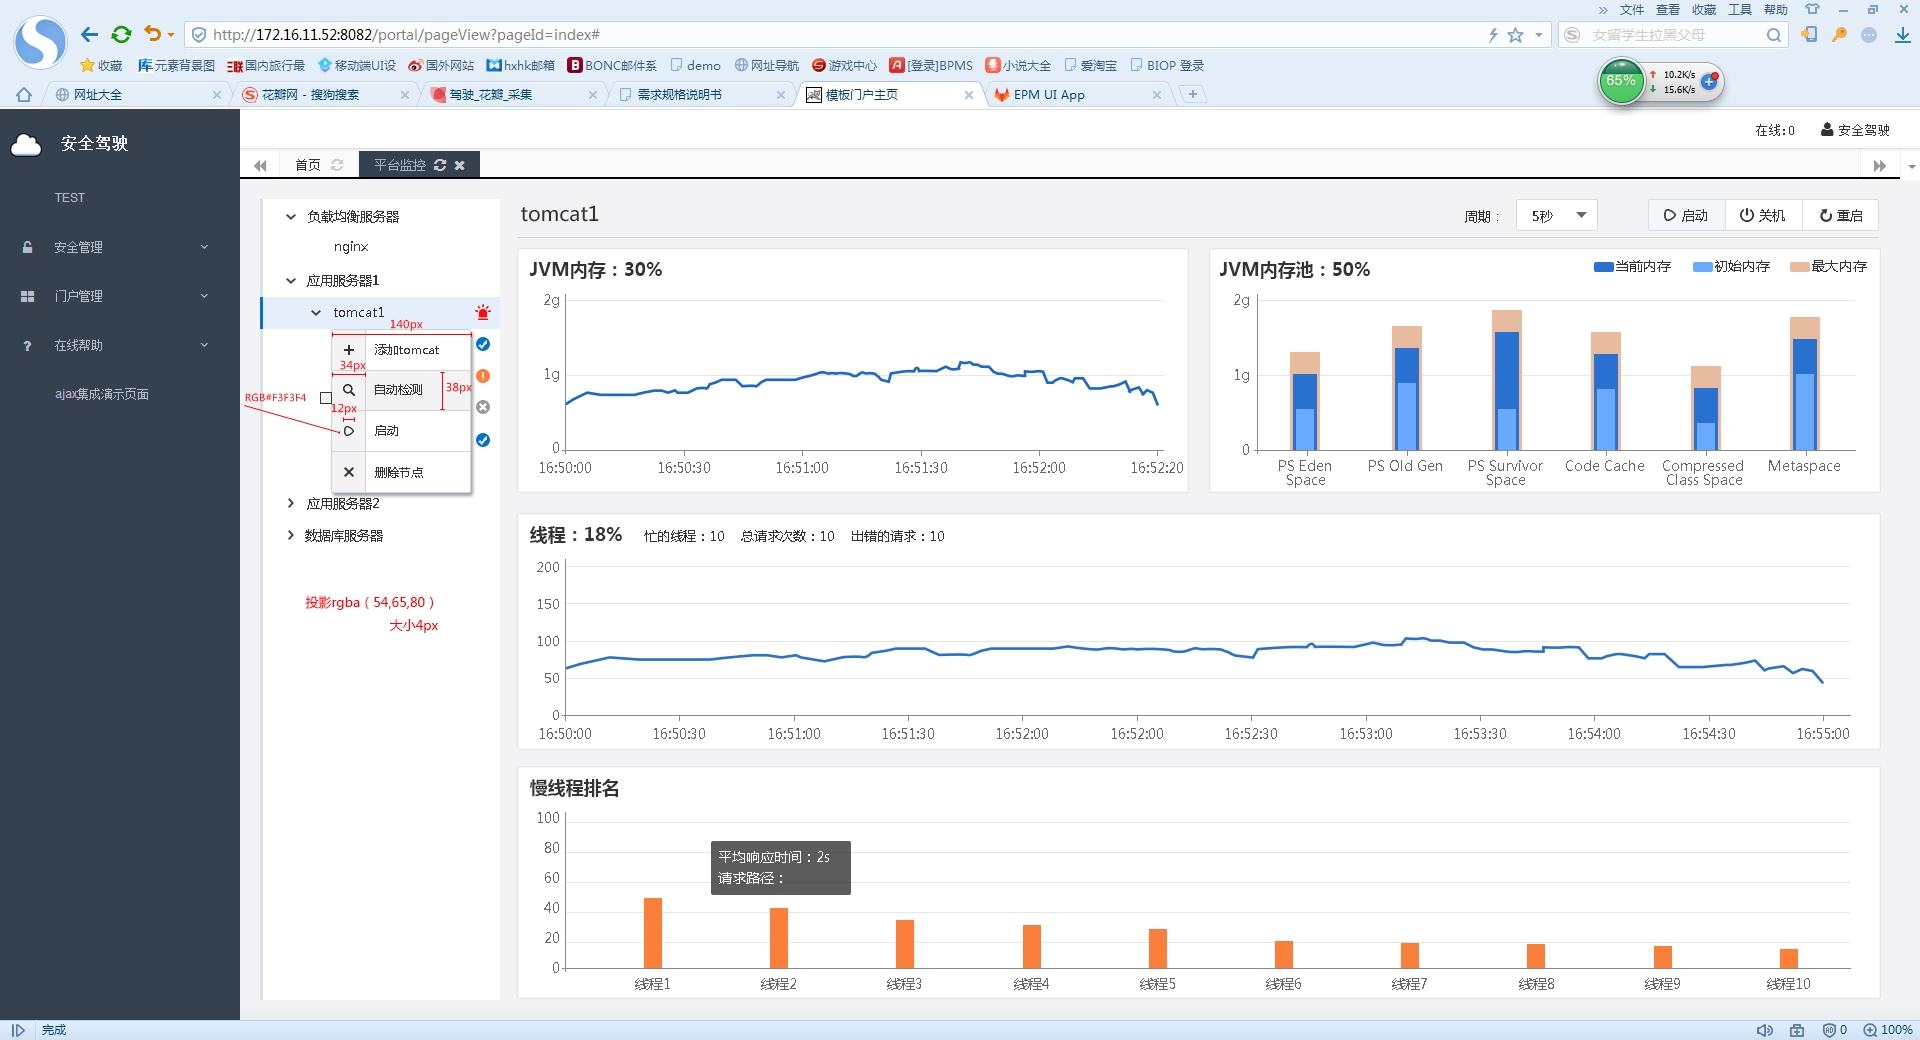 文件 查看 收藏 工具 帮助
http://172.16.11.52:8082/portal/pageView?pageId=index#
女留学生拉黑父母
收藏 库元素背景图 国内旅行最 移动端UI设 国外网站 hxhk邮箱 BONC邮件系 demo 网址导航 游戏中心 [登录]BPMS 小说大全 爱淘宝 BIOP 登录
65% 10.2K/s
15.6K/s
网址大全 花瓣网 - 搜狗搜索 驾驶_花瓣_采集 需求规格说明书 模板门户主页 EPM UI App
安全驾驶
在线:0 安全驾驶
首页 平台监控
TEST
安全管理
门户管理
在线帮助
ajax集成演示页面
负载均衡服务器
nginx
应用服务器1
tomcat1
140px
添加tomcat
34px
自动检测
38px
RGB#F3F3F4
12px
启动
删除节点
应用服务器2
数据库服务器
投影rgba（54,65,80）
大小4px
tomcat1
周期： 5秒 启动 关机 重启
JVM内存：30%
2g
1g
0
16:50:00 16:50:30 16:51:00 16:51:30 16:52:00 16:52:20
JVM内存池：50%
当前内存 初始内存 最大内存
2g
1g
0
PS Eden Space PS Old Gen PS Survivor Space Code Cache Compressed Class Space Metaspace
线程：18% 忙的线程：10 总请求次数：10 出错的请求：10
200
150
100
50
0
16:50:00 16:50:30 16:51:00 16:51:30 16:52:00 16:52:00 16:52:30 16:53:00 16:53:30 16:54:00 16:54:30 16:55:00
慢线程排名
100
80
60
40
20
0
平均响应时间：2s
请求路径：
线程1 线程2 线程3 线程4 线程5 线程6 线程7 线程8 线程9 线程10
完成
0 100%